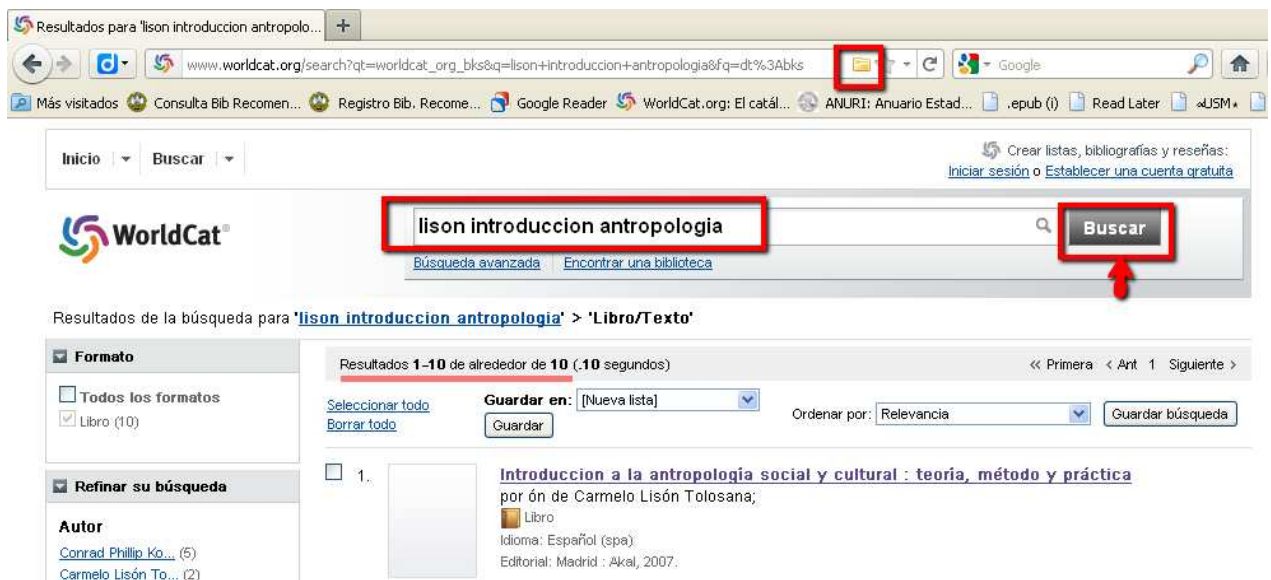 Resultados para 'lison introduccion antropolo...
www.worldcat.org/search?qt=worldcat_org_bks&q=lison+introduccion+antropologia&fq=dt%3Abks
Google
Más visitados Consulta Bib Recomen... Registro Bib. Recome... Google Reader WorldCat.org: El catál... ANURI: Anuario Estad... .epub (i) Read Later
Inicio Buscar
Crear listas, bibliografías y reseñas:
Iniciar sesión o Establecer una cuenta gratuita
WorldCat®
lison introduccion antropologia
Buscar
Búsqueda avanzada Encontrar una biblioteca
Resultados de la búsqueda para 'lison introduccion antropologia' > 'Libro/Texto'
Formato
Todos los formatos
Libro (10)
Resultados 1-10 de alrededor de 10 (.10 segundos)
« Primera < Ant 1 Siguiente >
Seleccionar todo
Borrar todo
Guardar en: [Nueva lista]
Guardar
Ordenar por: Relevancia
Guardar búsqueda
Refinar su búsqueda
Autor
Conrad Phillip Ko... (5)
Carmelo Lisón To... (2)
1.
Introduccion a la antropología social y cultural : teoría, método y práctica
por ón de Carmelo Lisón Tolosana;
Libro
Idioma: Español (spa)
Editorial: Madrid : Akal, 2007.